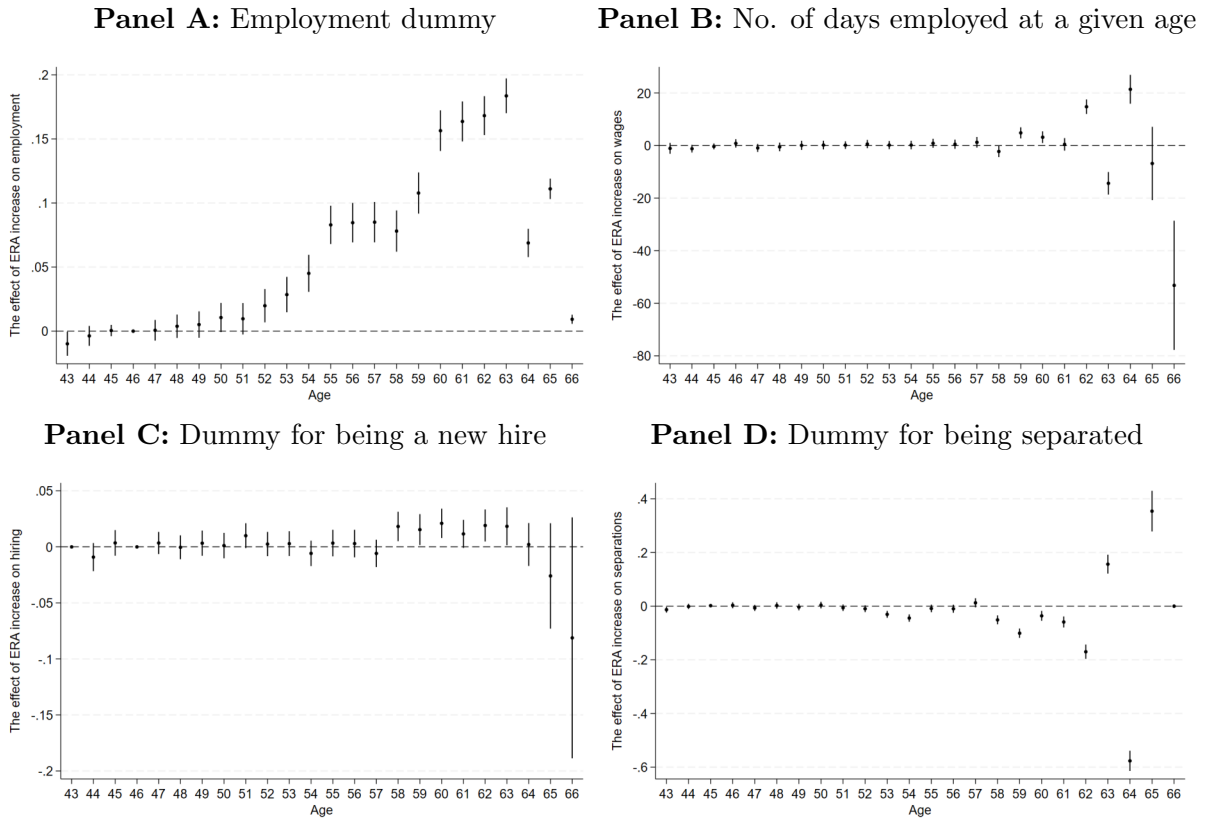 Panel A: Employment dummy
The effect of ERA increase on employment
.2
.15
.1
.05
0
43 44 45 46 47 48 49 50 51 52 53 54 55 56 57 58 59 60 61 62 63 64 65 66
Age
Panel B: No. of days employed at a given age
The effect of ERA increase on wages
20
0
-20
-40
-60
-80
43 44 45 46 47 48 49 50 51 52 53 54 55 56 57 58 59 60 61 62 63 64 65 66
Age
Panel C: Dummy for being a new hire
The effect of ERA increase on hiring
.05
0
-.05
-.1
-.15
-.2
43 44 45 46 47 48 49 50 51 52 53 54 55 56 57 58 59 60 61 62 63 64 65 66
Age
Panel D: Dummy for being separated
The effect of ERA increase on separations
.4
.2
0
-.2
-.4
-.6
43 44 45 46 47 48 49 50 51 52 53 54 55 56 57 58 59 60 61 62 63 64 65 66
Age